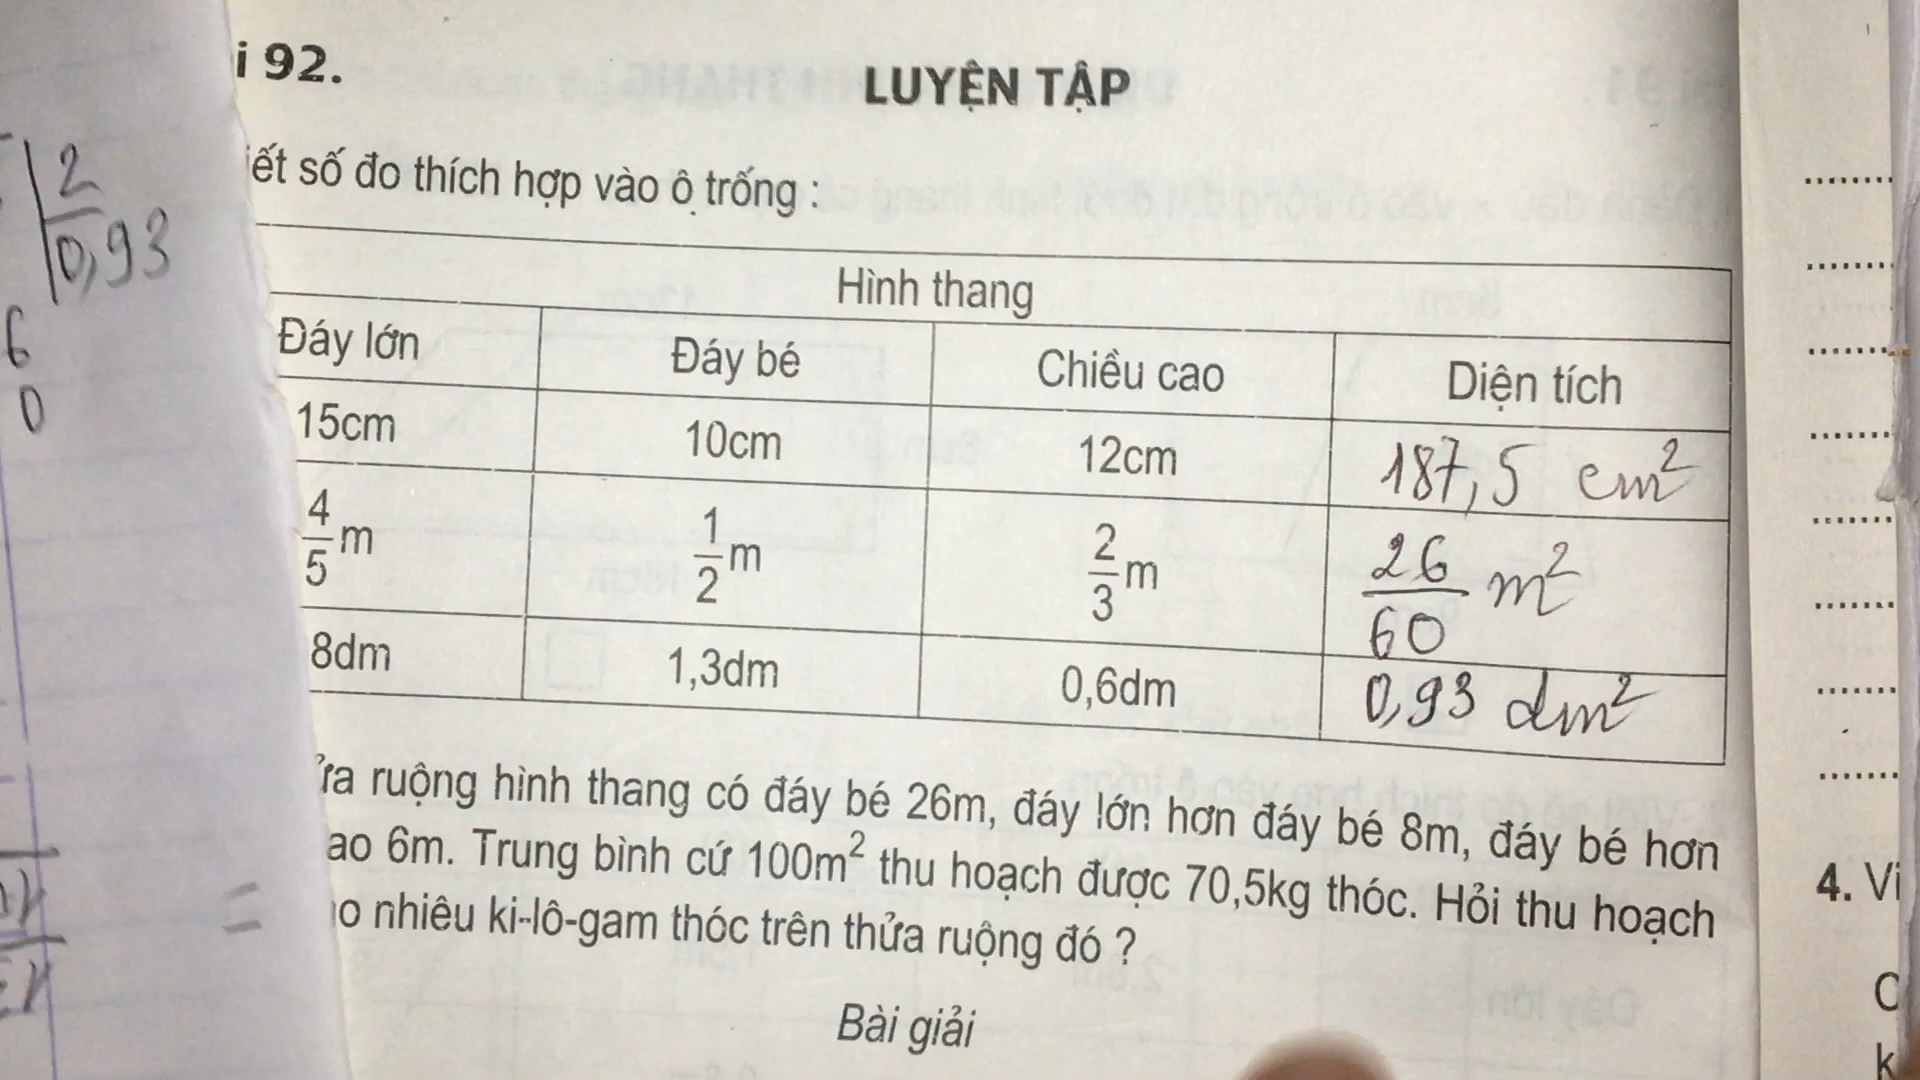 i 92.
LUYỆN TẬP
iết số đo thích hợp vào ô trống :
Hình thang
Đáy lớn Đáy bé Chiều cao Diện tích
15cm 10cm 12cm 187,5 cm²
4/5 m 1/2 m 2/3 m 26/60 m²
8dm 1,3dm 0,6dm 0,93 dm²
ửa ruộng hình thang có đáy bé 26m, đáy lớn hơn đáy bé 8m, đáy bé hơn
ao 6m. Trung bình cứ 100m² thu hoạch được 70,5kg thóc. Hỏi thu hoạch
ao nhiêu ki-lô-gam thóc trên thửa ruộng đó ?
Bài giải
2
0,93
6
0
=
4. Vi